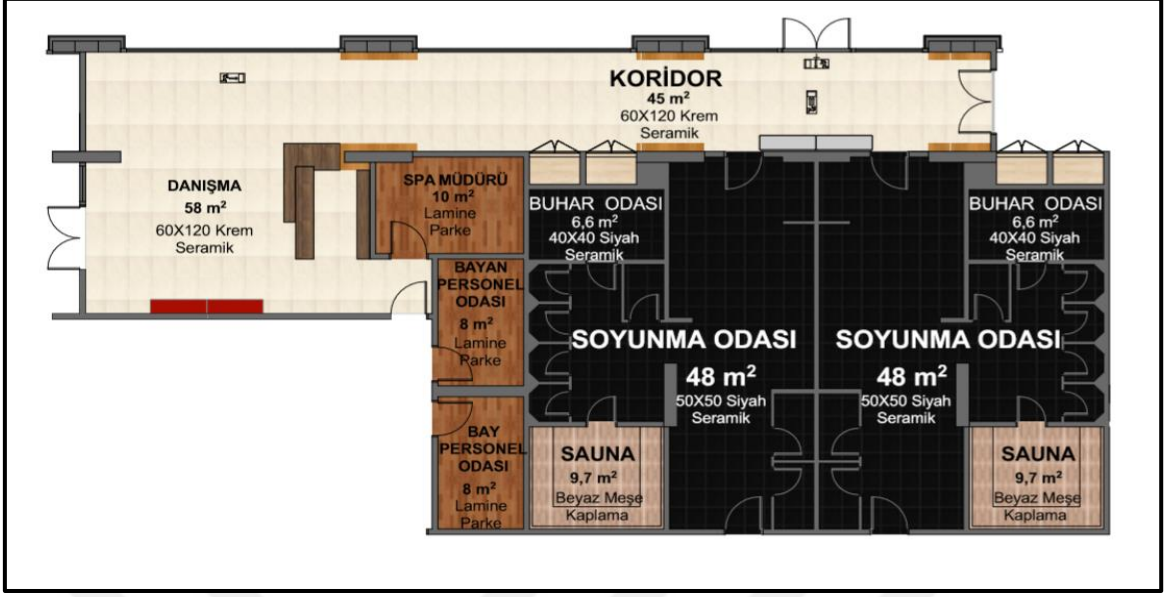 KORİDOR
45 m²
60X120 Krem
Seramik
DANIŞMA
58 m²
60X120 Krem
Seramik
SPA MÜDÜRÜ
10 m²
Lamine
Parke
BAYAN
PERSONEL
ODASI
8 m²
Lamine
Parke
BAY
PERSONEL
ODASI
8 m²
Lamine
Parke
BUHAR ODASI
6,6 m²
40X40 Siyah
Seramik
SOYUNMA ODASI
48 m²
50X50 Siyah
Seramik
SAUNA
9,7 m²
Beyaz Meşe
Kaplama
BUHAR ODASI
6,6 m²
40X40 Siyah
Seramik
SOYUNMA ODASI
48 m²
50X50 Siyah
Seramik
SAUNA
9,7 m²
Beyaz Meşe
Kaplama